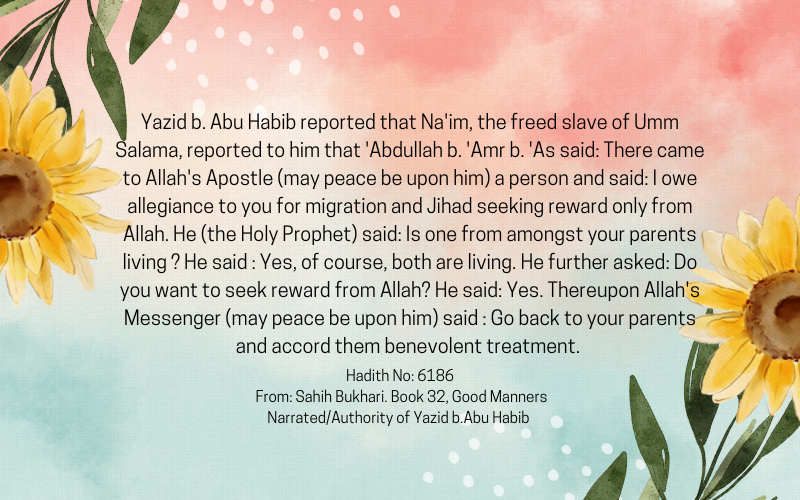 Yazid b. Abu Habib reported that Na'im, the freed slave of Umm
Salama, reported to him that 'Abdullah b. 'Amr b. 'As said: There came
to Allah's Apostle (may peace be upon him) a person and said: I owe
allegiance to you for migration and Jihad seeking reward only from
Allah. He (the Holy Prophet) said: Is one from amongst your parents
living ? He said : Yes, of course, both are living. He further asked: Do
you want to seek reward from Allah? He said: Yes. Thereupon Allah's
Messenger (may peace be upon him) said : Go back to your parents
and accord them benevolent treatment.
Hadith No: 6186
From: Sahih Bukhari. Book 32, Good Manners
Narrated/Authority of Yazid b.Abu Habib